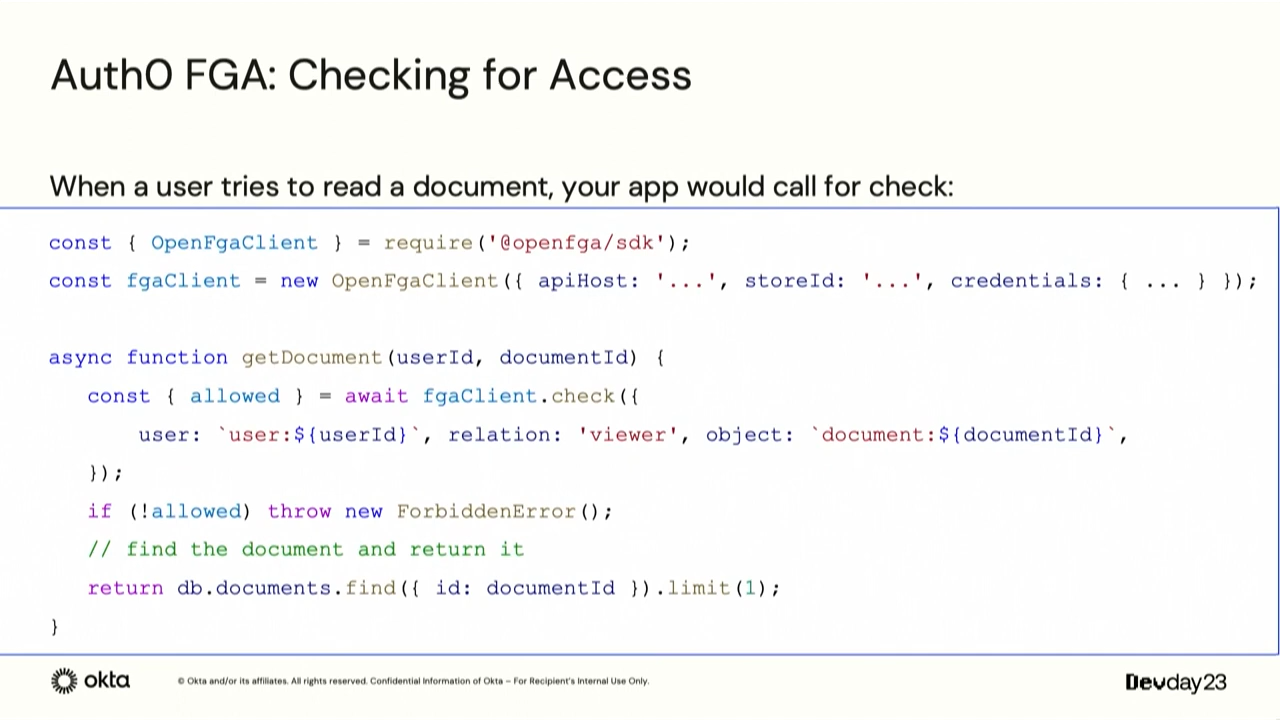 Auth0 FGA: Checking for Access
When a user tries to read a document, your app would call for check:
const { OpenFgaClient } = require('@openfga/sdk');
const fgaClient = new OpenFgaClient({ apiHost: '...', storeId: '...', credentials: { ... } });
async function getDocument(userId, documentId) {
const { allowed } = await fgaClient.check({
user: `user:${userId}`, relation: 'viewer', object: `document:${documentId}`,
});
if (!allowed) throw new ForbiddenError();
// find the document and return it
return db.documents.find({ id: documentId }).limit(1);
}
okta © Okta and/or its affiliates. All rights reserved. Confidential Information of Okta – For Recipient's Internal Use Only. Devday23